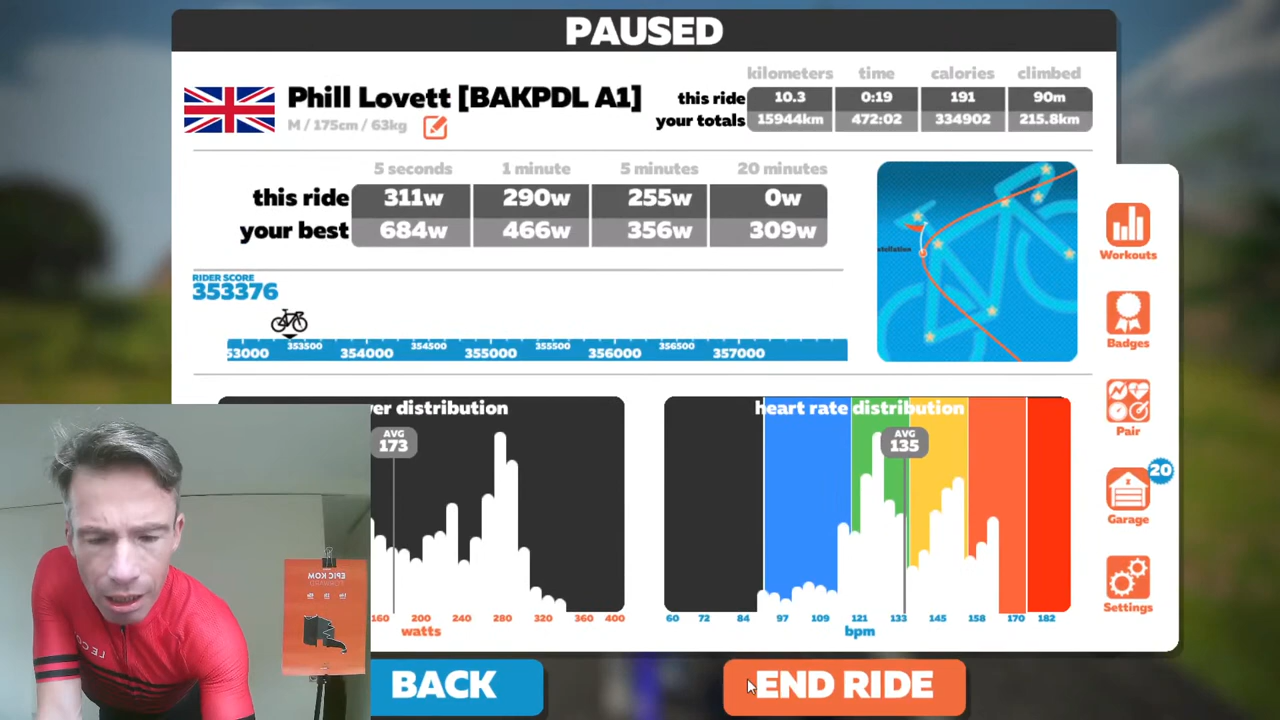 PAUSED
Phill Lovett [BAKPDL A1]
M / 175cm / 63kg
kilometers time calories climbed
this ride 10.3 0:19 191 90m
your totals 15944km 472:02 334902 215.8km
5 seconds 1 minute 5 minutes 20 minutes
this ride 311w 290w 255w 0w
your best 684w 466w 356w 309w
RIDER SCORE
353376
353500 354500 355500 356500
53000 354000 355000 356000 357000
er distribution
AVG
173
160 200 240 280 320 360 400
watts
heart rate distribution
AVG
135
60 72 84 97 109 121 133 145 158 170 182
bpm
Workouts
Badges
Pair
20
Garage
Settings
EPIC KOM
LE CO
BACK
END RIDE